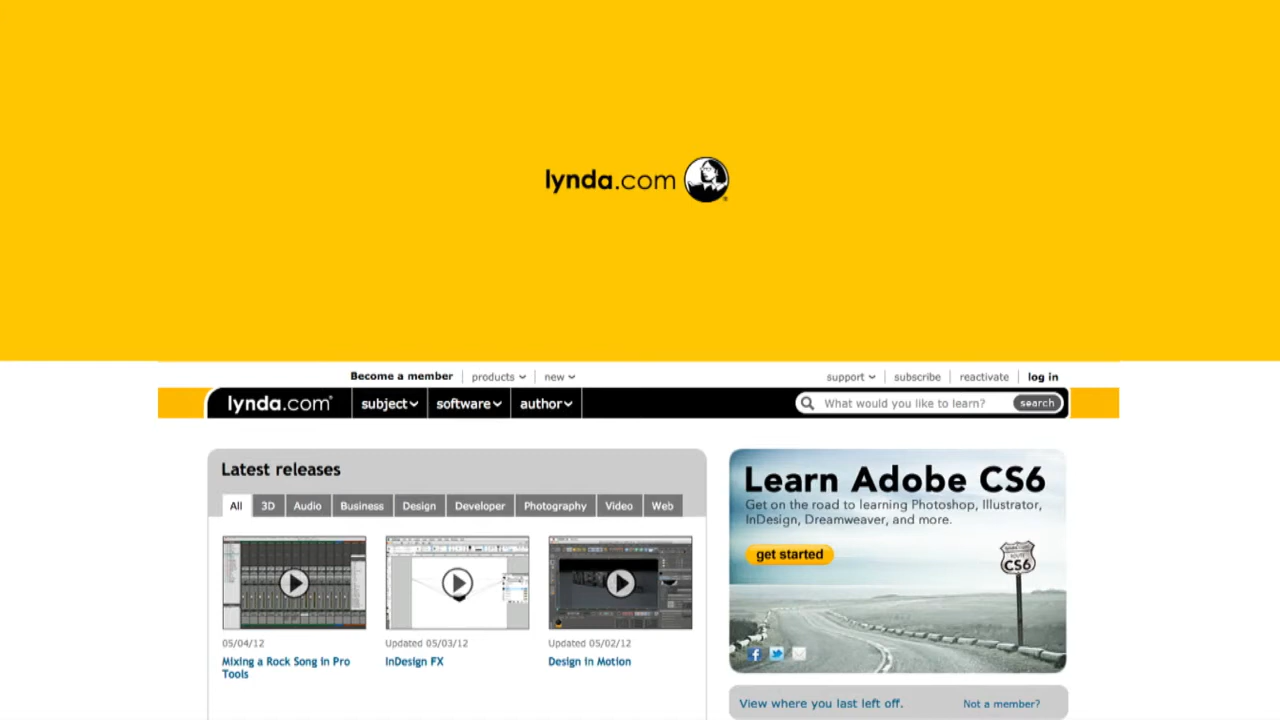 lynda.com
Become a member products new support subscribe reactivate log in
lynda.com® subject software author What would you like to learn? search
Latest releases
All 3D Audio Business Design Developer Photography Video Web
05/04/12
Mixing a Rock Song in Pro
Tools
Updated 05/03/12
InDesign FX
Updated 05/02/12
Design in Motion
Learn Adobe CS6
Get on the road to learning Photoshop, Illustrator,
InDesign, Dreamweaver, and more.
get started
ROUTE
CS6
View where you last left off. Not a member?